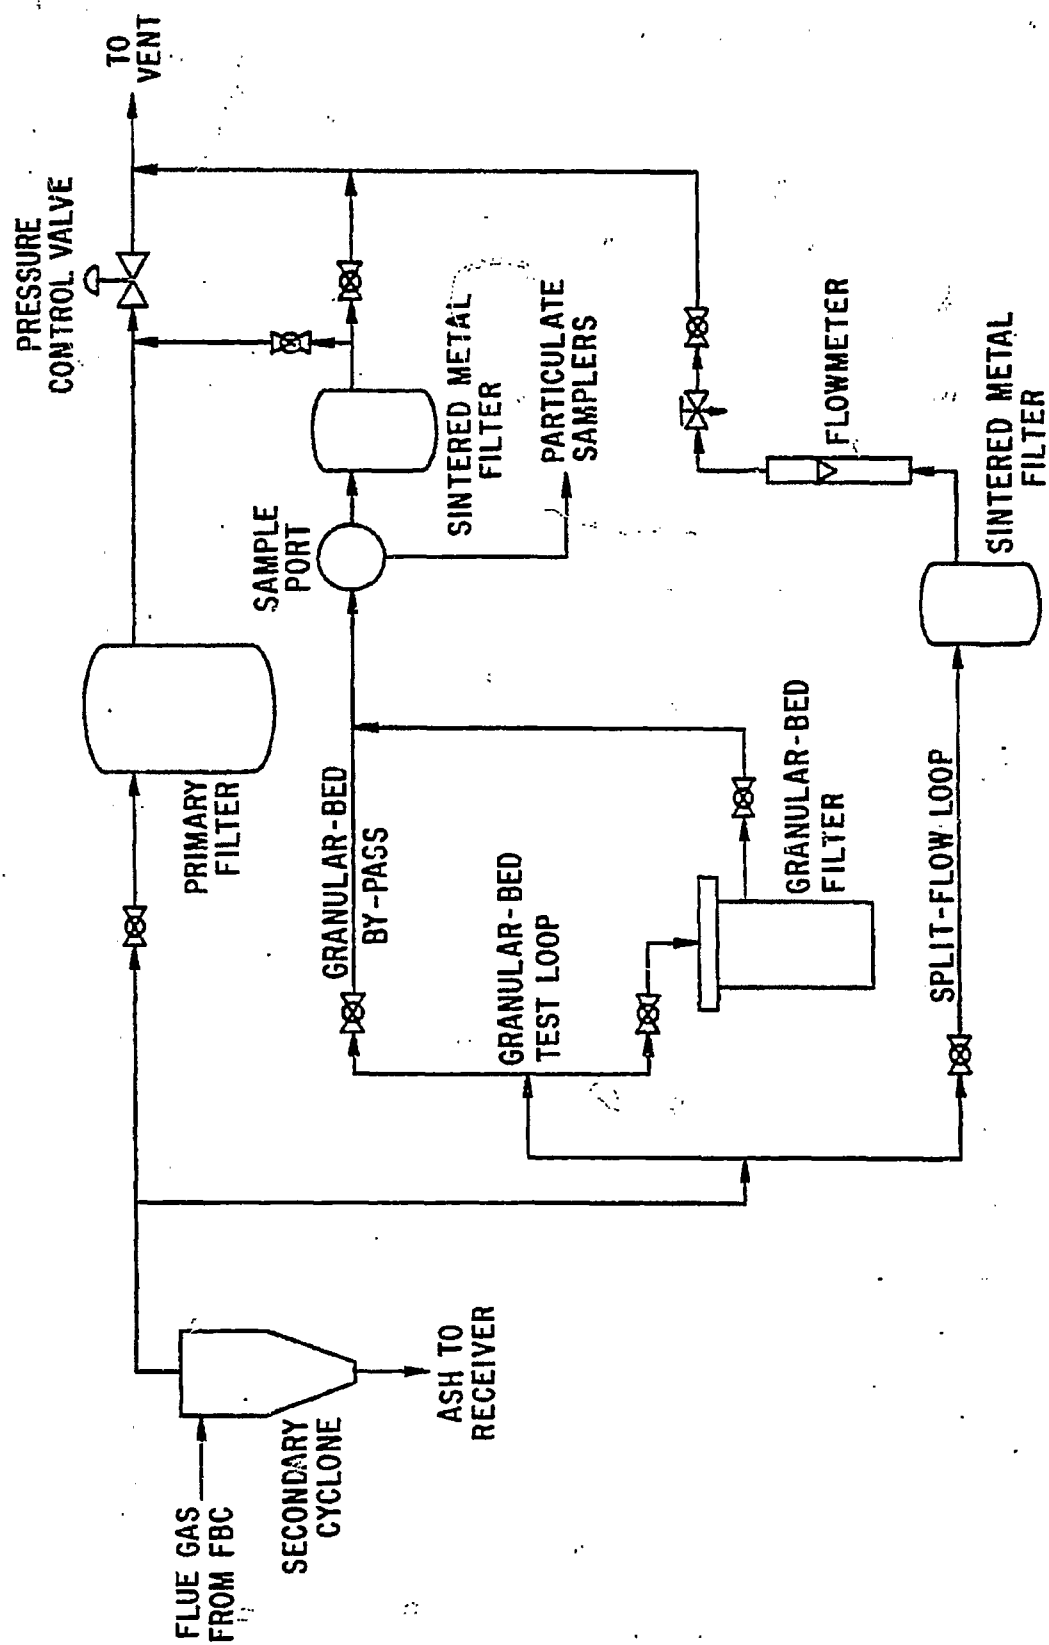 TO
VENT
PRESSURE
CONTROL VALVE
PRIMARY
FILTER
SAMPLE
PORT
SINTERED METAL
FILTER
PARTICULATE
SAMPLERS
GRANULAR-BED
BY-PASS
GRANULAR-BED
TEST LOOP
GRANULAR-BED
FILTER
FLOWMETER
SINTERED METAL
FILTER
SPLIT-FLOW LOOP
FLUE GAS
FROM FBC
SECONDARY
CYCLONE
ASH TO
RECEIVER